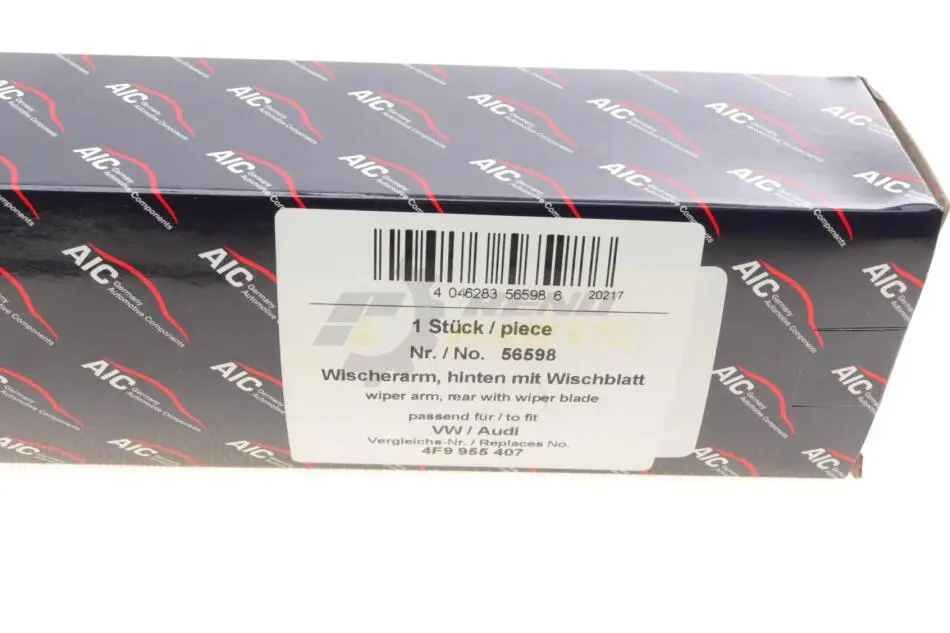 AIC Germany
Automotive Components
4 046283 56598 6 20217
1 Stück / piece
Nr. / No. 56598
Wischerarm, hinten mit Wischblatt
wiper arm, rear with wiper blade
passend für / to fit
VW / Audi
Vergleichs-Nr. / Replaces No.
4F9 955 407